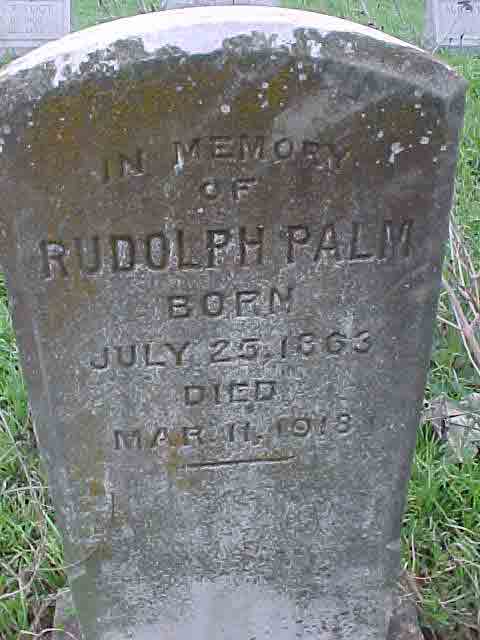 IN MEMORY
OF
RUDOLPH PALM
BORN
JULY 25, 1863
DIED
MAR. 11, 1918